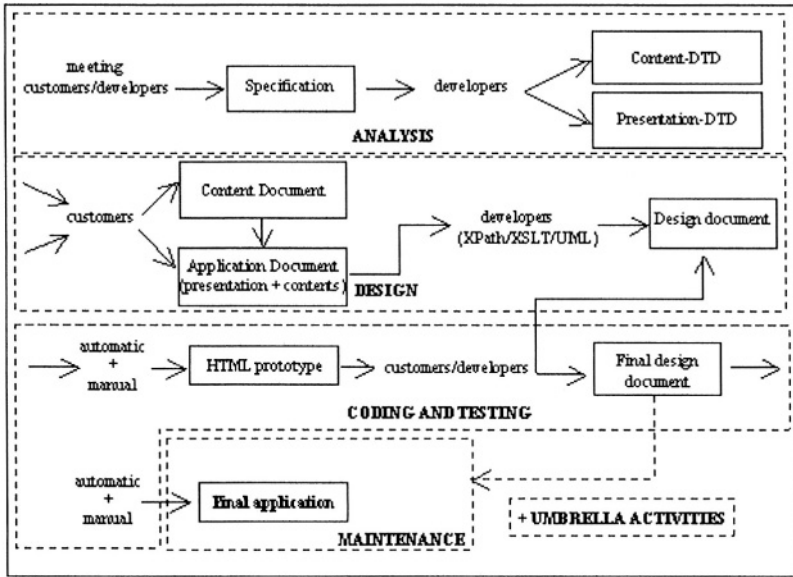 meeting
customers/developers
Specification
developers
Content-DTD
Presentation-DTD
ANALYSIS
customers
Content Document
Application Document
(presentation + contents)
developers
(XPath/XSLT/UML)
Design document
DESIGN
automatic
+
manual
HTML prototype
customers/developers
Final design
document
CODING AND TESTING
automatic
+
manual
Final application
MAINTENANCE
+ UMBRELLA ACTIVITIES